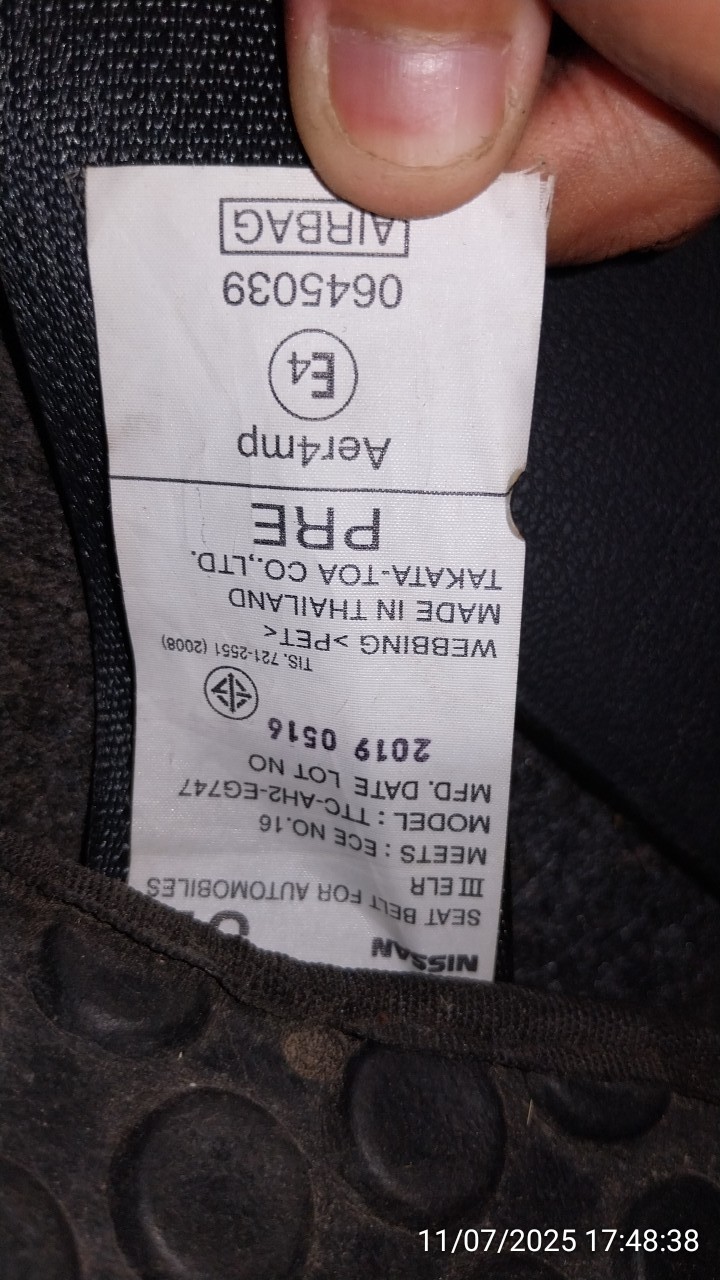 NISSAN
SEAT BELT FOR AUTOMOBILES
III ELR
MEETS : ECE NO.16
MODEL : TTC-AH2-EG747
MFD. DATE LOT NO
2019 0516
TIS. 721-2551 (2008)
WEBBING >PET<
MADE IN THAILAND
TAKATA-TOA CO.,LTD.
PRE
Aer4mp
E4
0645039
AIRBAG
11/07/2025 17:48:38